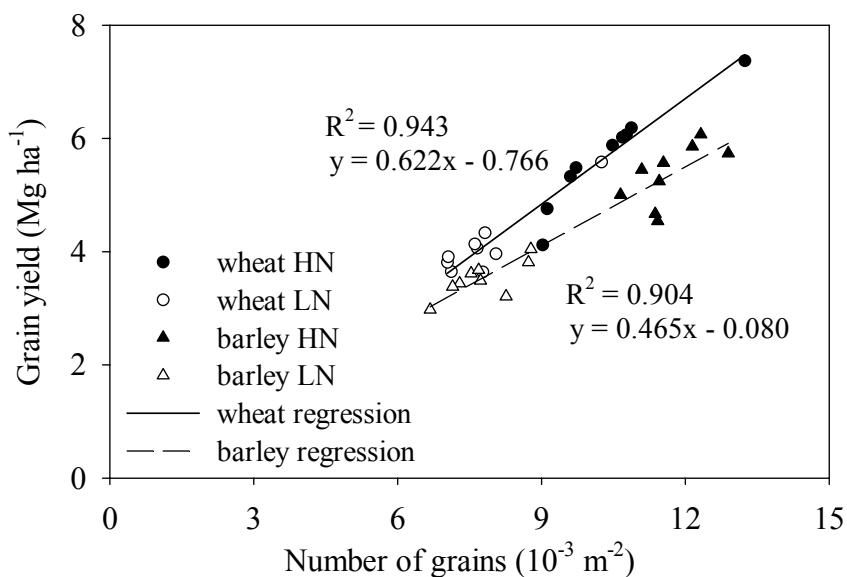 8
6
4
2
0
0 3 6 9 12 15
Grain yield (Mg ha⁻¹)
Number of grains (10⁻³ m⁻²)
R² = 0.943
y = 0.622x - 0.766
R² = 0.904
y = 0.465x - 0.080
wheat HN
wheat LN
barley HN
barley LN
wheat regression
barley regression